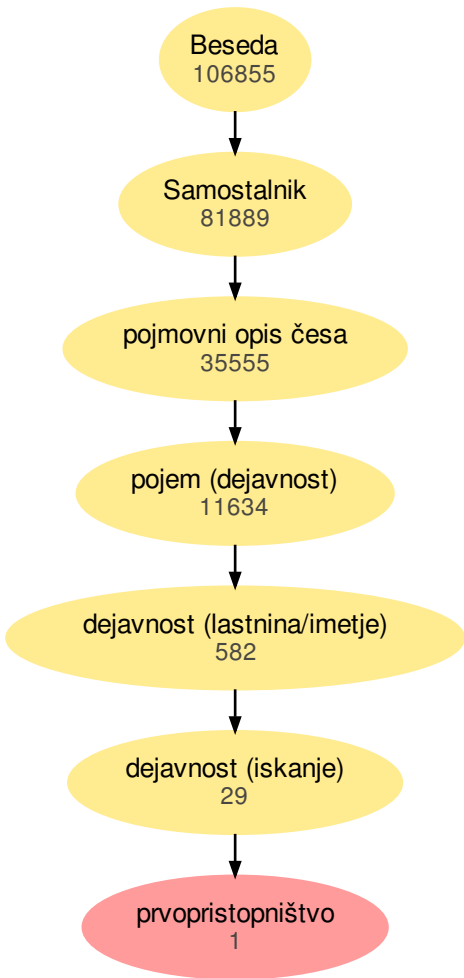 Beseda
106855
Samostalnik
81889
pojmovni opis česa
35555
pojem (dejavnost)
11634
dejavnost (lastnina/imetje)
582
dejavnost (iskanje)
29
prvopristopništvo
1